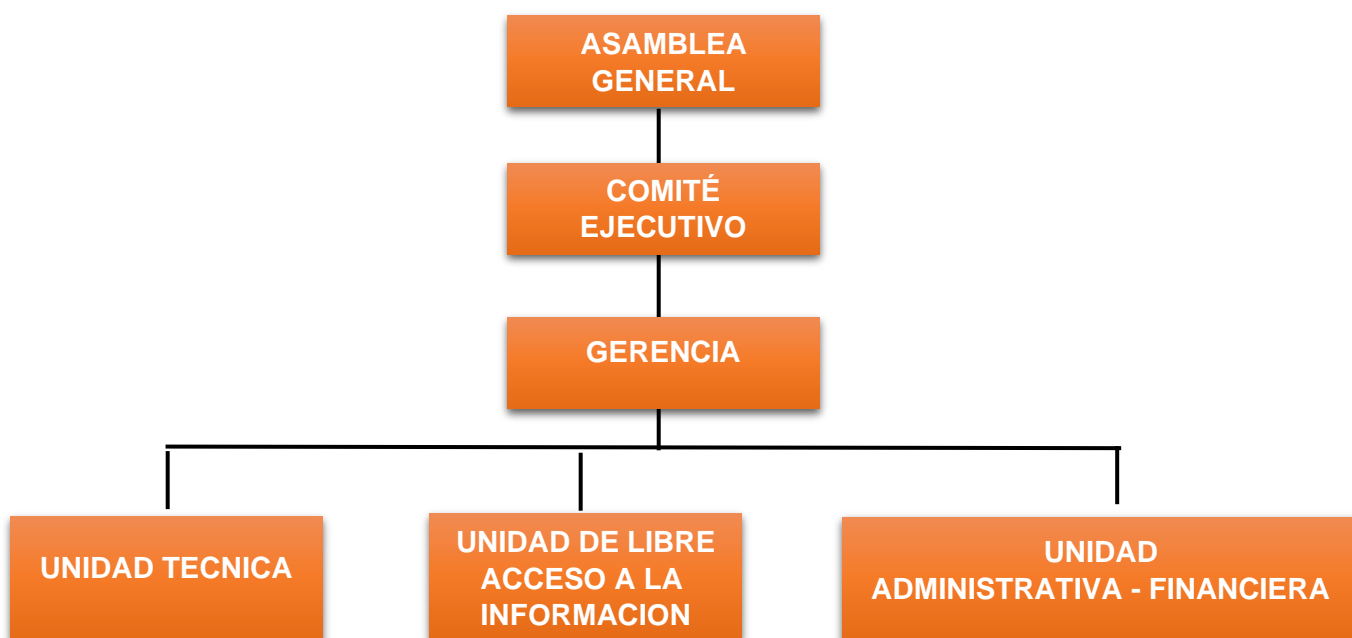 ASAMBLEA
GENERAL
COMITÉ
EJECUTIVO
GERENCIA
UNIDAD TECNICA
UNIDAD DE LIBRE
ACCESO A LA
INFORMACION
UNIDAD
ADMINISTRATIVA - FINANCIERA